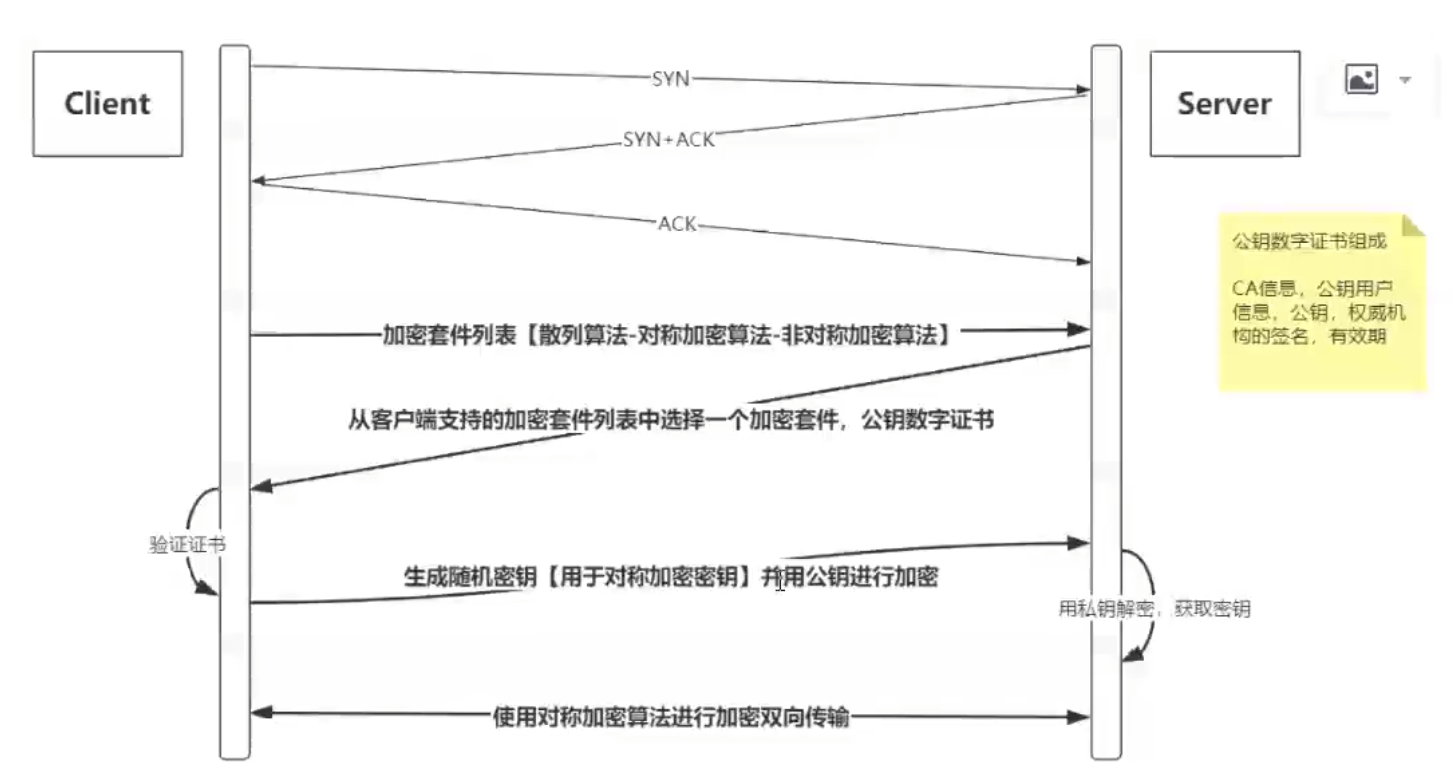 Client
Server
SYN
SYN+ACK
ACK
公钥数字证书组成
CA信息，公钥用户
信息，公钥，权威机
构的签名，有效期
加密套件列表【散列算法-对称加密算法-非对称加密算法】
从客户端支持的加密套件列表中选择一个加密套件，公钥数字证书
验证证书
生成随机密钥【用于对称加密密钥】并用公钥进行加密
用私钥解密，获取密钥
使用对称加密算法进行加密双向传输